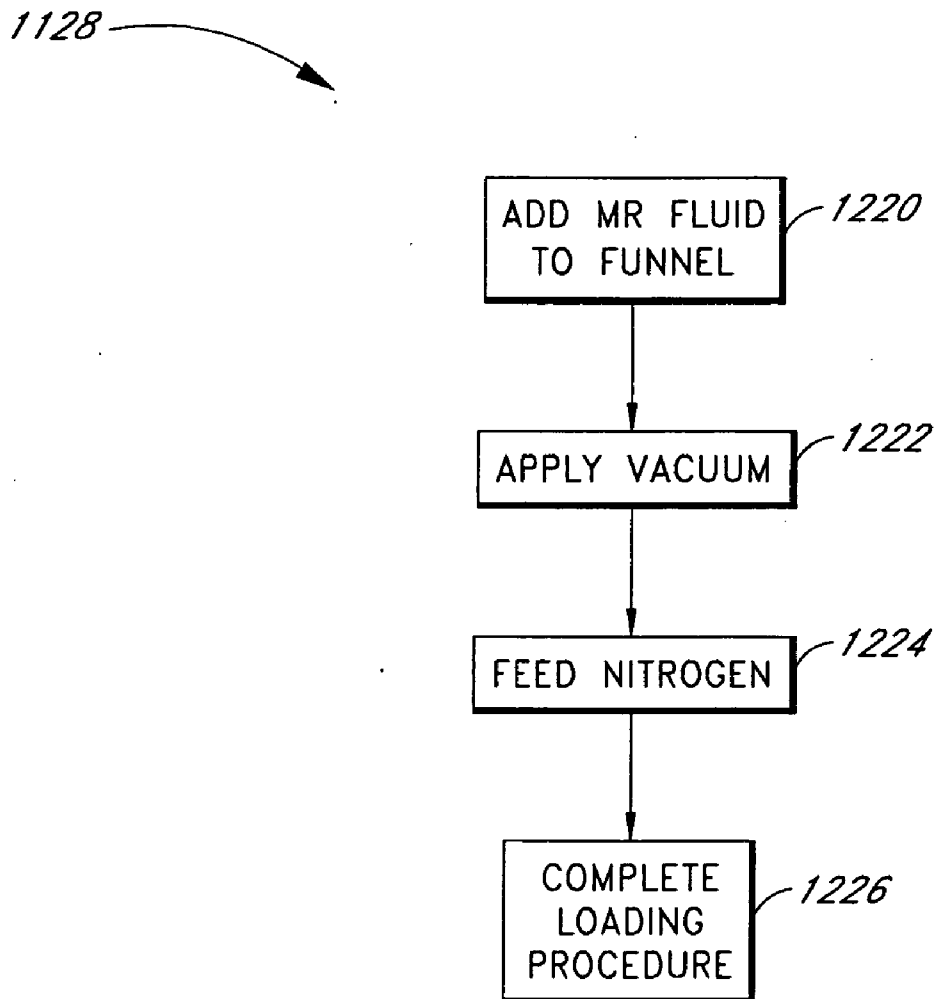 1128
ADD MR FLUID
TO FUNNEL
1220
APPLY VACUUM
1222
FEED NITROGEN
1224
COMPLETE
LOADING
PROCEDURE
1226